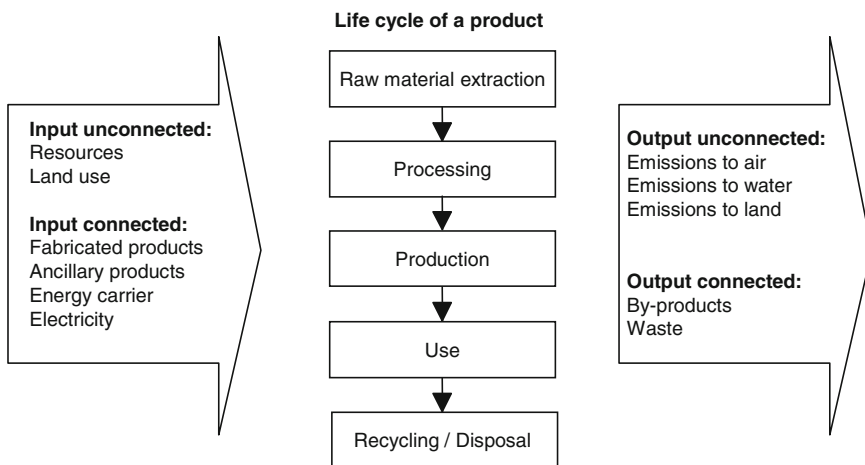 Life cycle of a product
Input unconnected:
Resources
Land use
Input connected:
Fabricated products
Ancillary products
Energy carrier
Electricity
Raw material extraction
Processing
Production
Use
Recycling / Disposal
Output unconnected:
Emissions to air
Emissions to water
Emissions to land
Output connected:
By-products
Waste